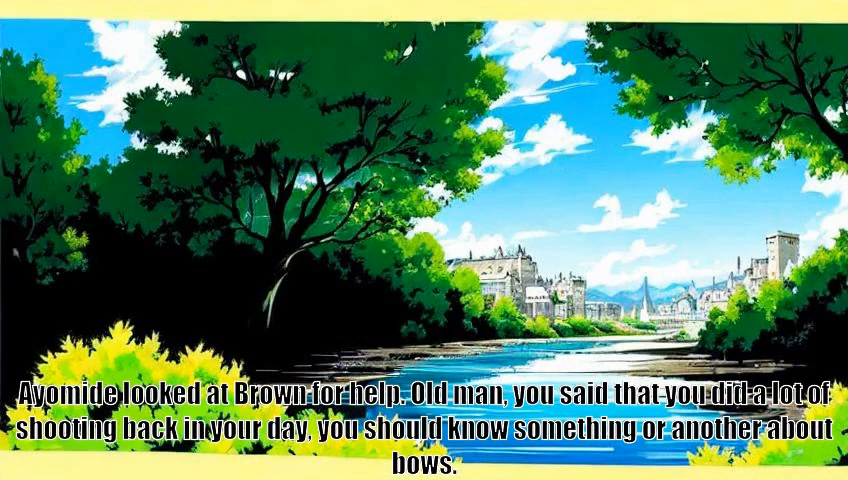 Ayomide looked at Brown for help. Old man, you said that you did a lot of
shooting back in your day, you should know something or another about
bows.